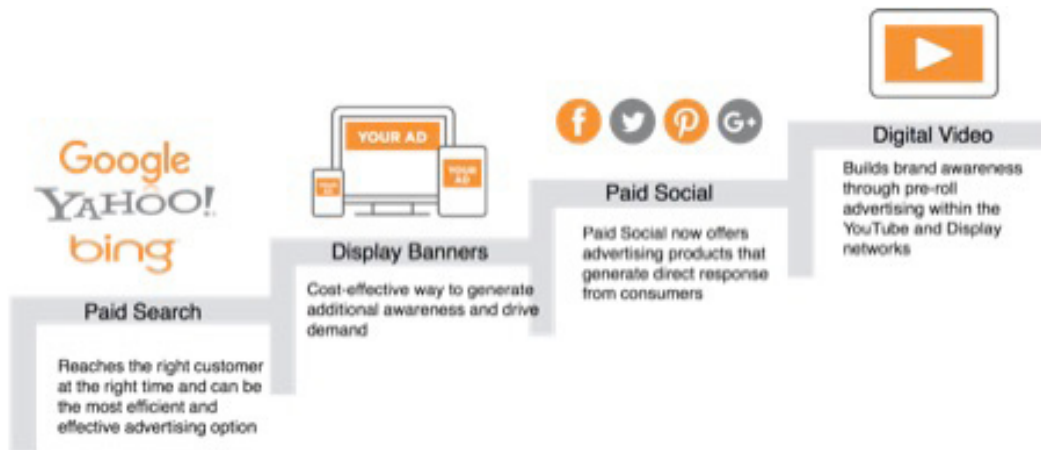 Google
YAHOO!
bing
Paid Search
Reaches the right customer
at the right time and can be
the most efficient and
effective advertising option
YOUR AD
YOUR
AD
YOUR
AD
Display Banners
Cost-effective way to generate
additional awareness and drive
demand
f
G+
Paid Social
Paid Social now offers
advertising products that
generate direct response
from consumers
Digital Video
Builds brand awareness
through pre-roll
advertising within the
YouTube and Display
networks